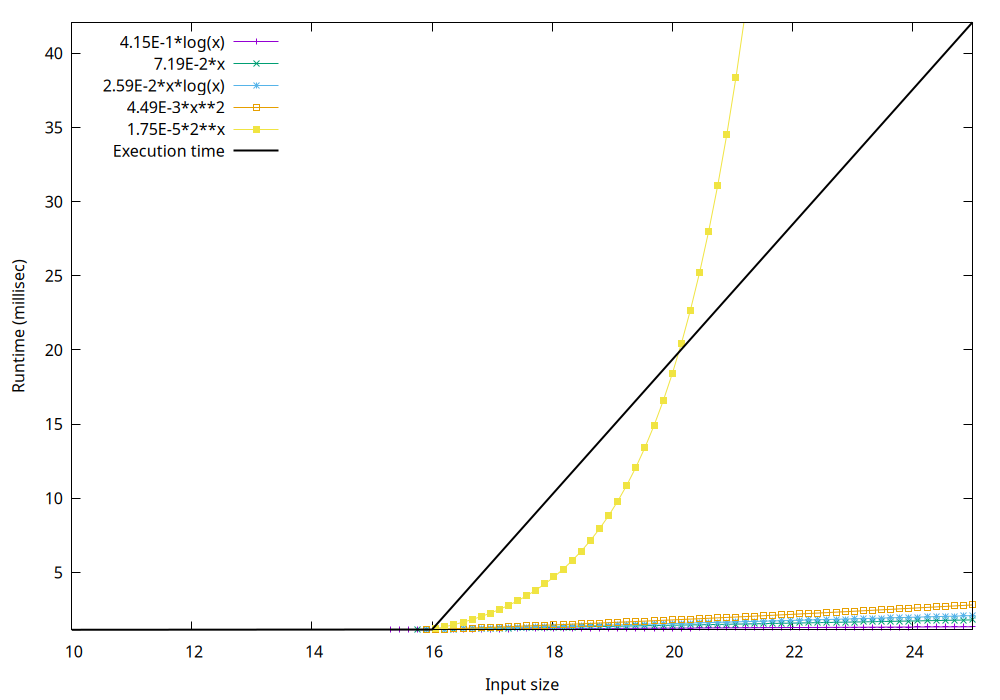 4.15E-1*log(x)
7.19E-2*x
2.59E-2*x*log(x)
4.49E-3*x**2
1.75E-5*2**x
Execution time
40
35
30
25
20
15
10
5
Runtime (millisec)
10 12 14 16 18 20 22 24
Input size